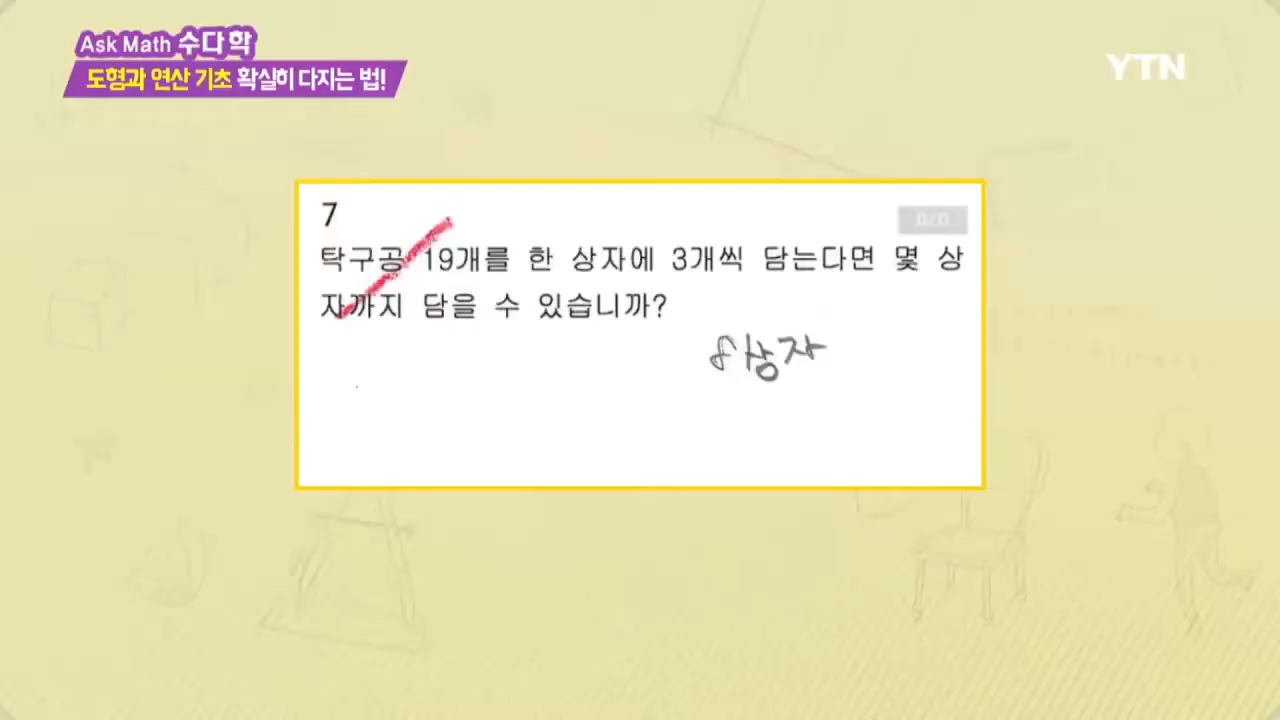 Ask Math 수다학
도형과 연산 기초 확실히 다지는 법!
YTN
7
탁구공 19개를 한 상자에 3개씩 담는다면 몇 상
자까지 담을 수 있습니까?
8상자